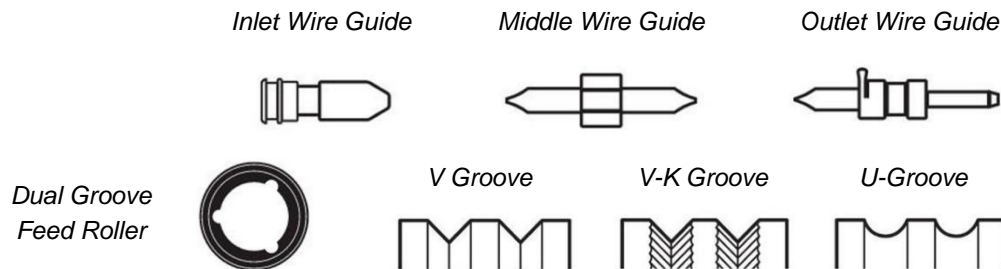 Inlet Wire Guide
Middle Wire Guide
Outlet Wire Guide
Dual Groove
Feed Roller
V Groove
V-K Groove
U-Groove